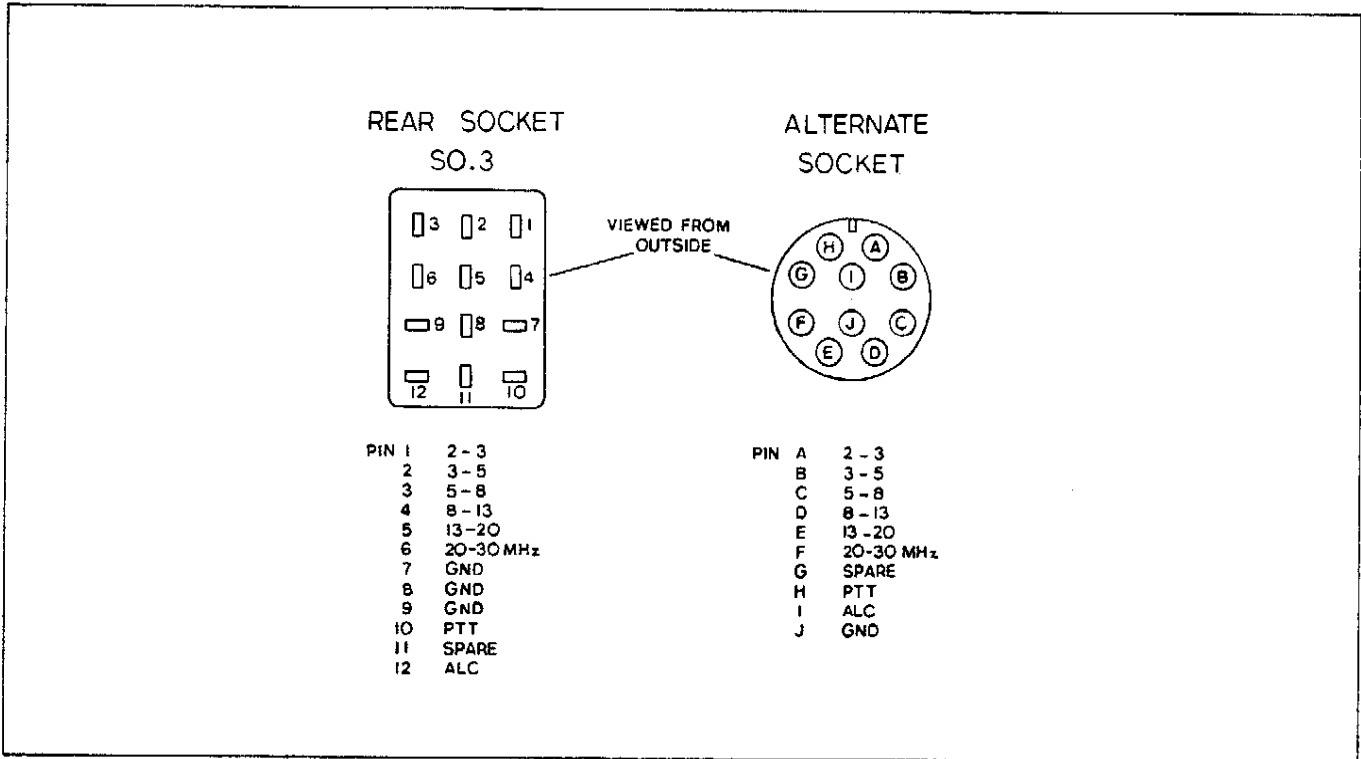 REAR SOCKET
SO.3
3 2 1
6 5 4
9 8 7
12 11 10
VIEWED FROM
OUTSIDE
ALTERNATE
SOCKET
H A
G I B
F J C
E D
PIN 1 2-3
2 3-5
3 5-8
4 8-13
5 13-20
6 20-30 MHz
7 GND
8 GND
9 GND
10 PTT
11 SPARE
12 ALC
PIN A 2-3
B 3-5
C 5-8
D 8-13
E 13-20
F 20-30 MHz
G SPARE
H PTT
I ALC
J GND